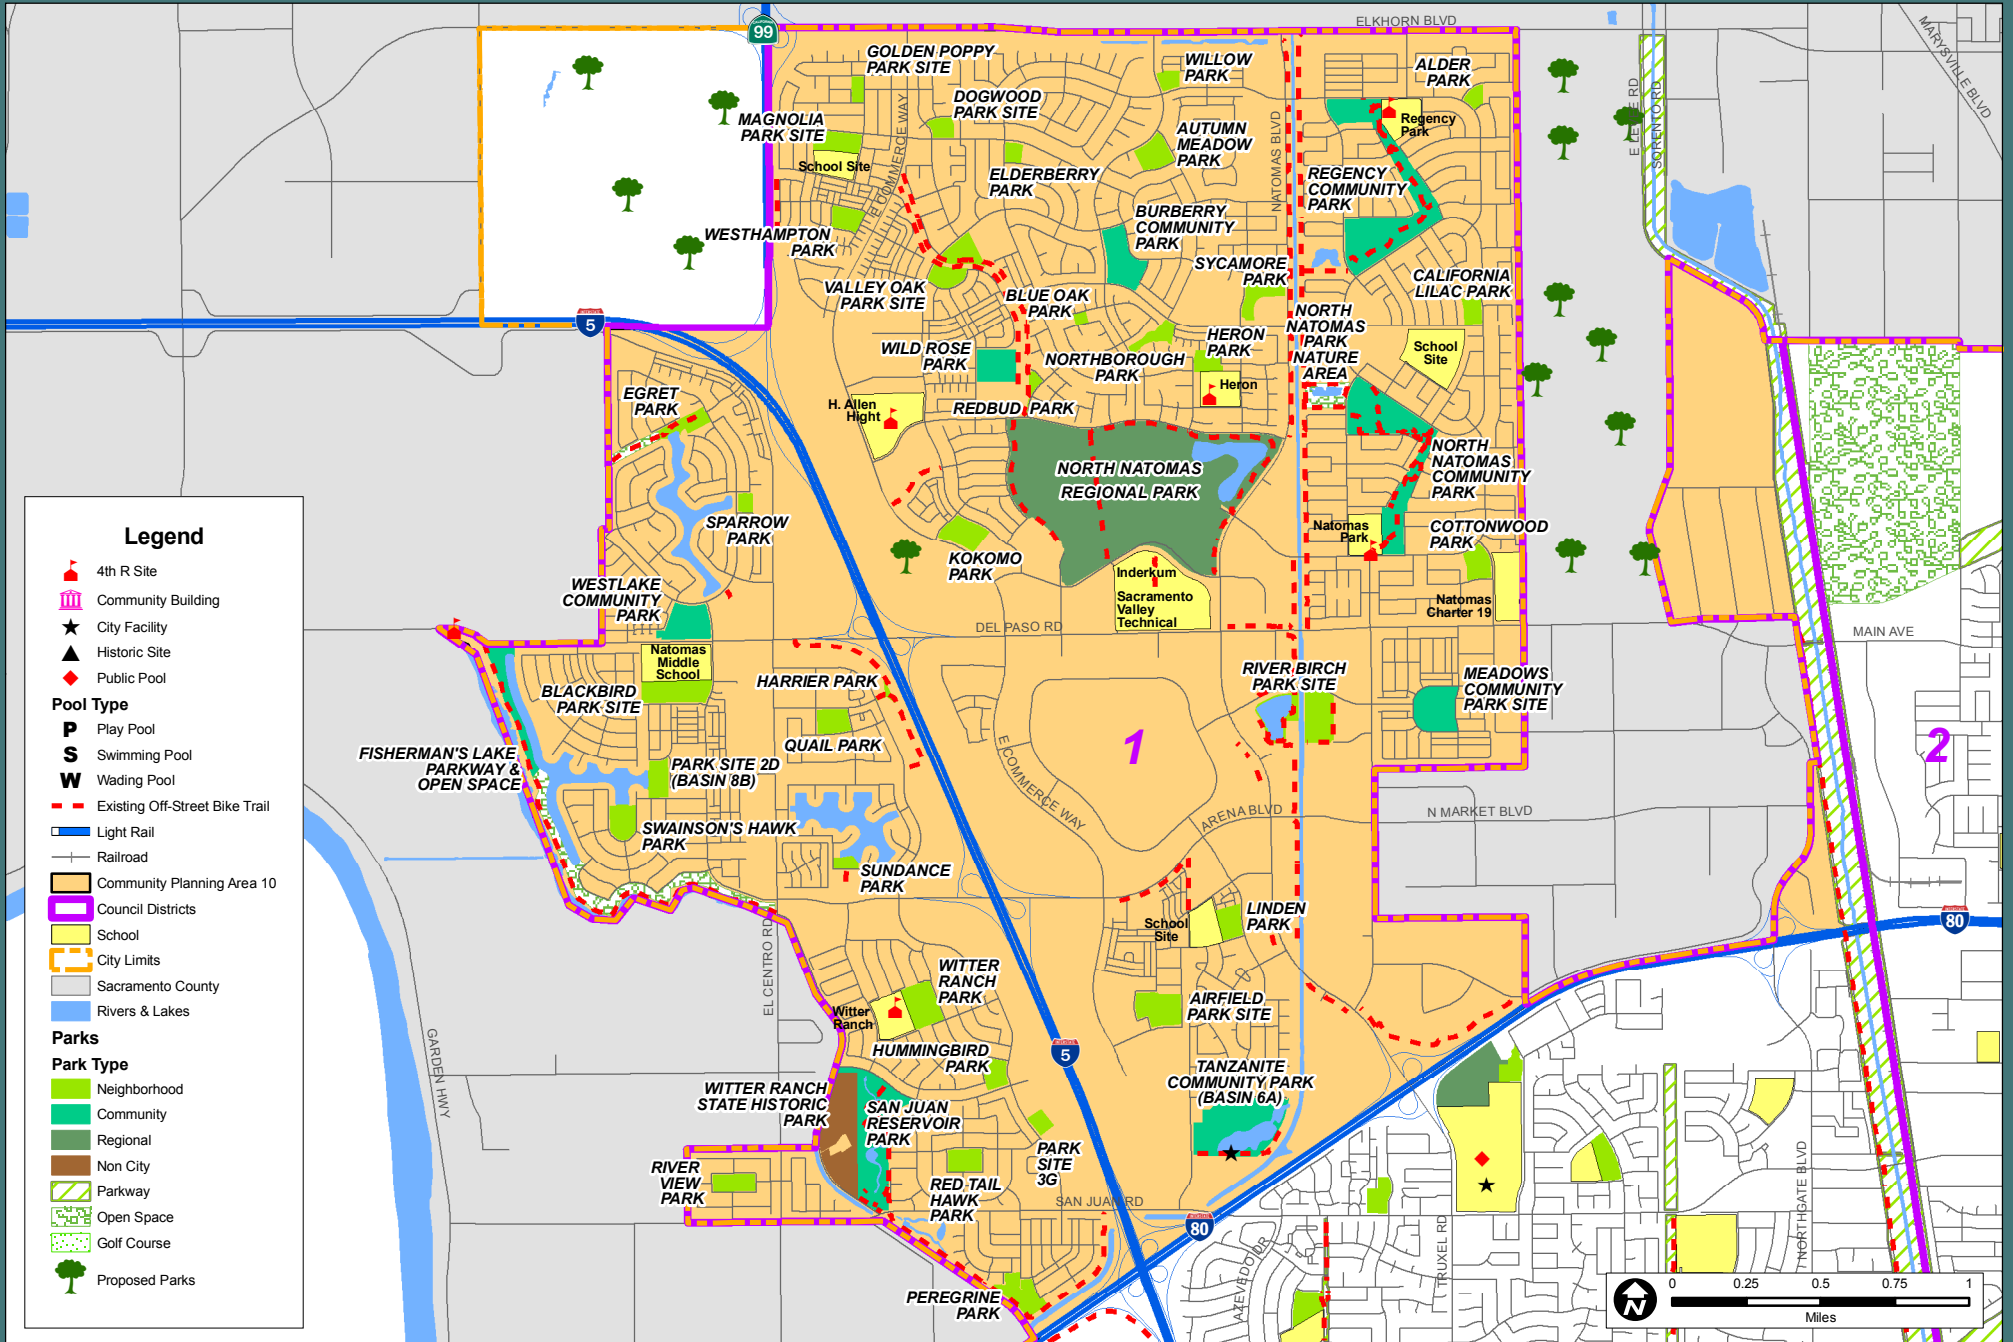 ELKHORN BLVD
99
MARYSVILLE BLVD
GOLDEN POPPY
PARK SITE
WILLOW
PARK
ALDER
PARK
DOGWOOD
PARK SITE
MAGNOLIA
PARK SITE
School Site
E COMMERCE WAY
AUTUMN
MEADOW
PARK
NATOMAS BLVD
Regency
Park
SORENTO RD
ELDERBERRY
PARK
REGENCY
COMMUNITY
PARK
WESTHAMPTON
PARK
BURBERRY
COMMUNITY
PARK
SYCAMORE
PARK
VALLEY OAK
PARK SITE
BLUE OAK
PARK
CALIFORNIA
LILAC PARK
5
NORTH
NATOMAS
PARK
NATURE
AREA
HERON
PARK
WILD ROSE
PARK
NORTHBOROUGH
PARK
School
Site
Heron
EGRET
PARK
H. Allen
Hight
REDBUD PARK
NORTH NATOMAS
REGIONAL PARK
NORTH
NATOMAS
COMMUNITY
PARK
SPARROW
PARK
Natomas
Park
COTTONWOOD
PARK
KOKOMO
PARK
Inderkum
Sacramento
Valley
Technical
Natomas
Charter 19
WESTLAKE
COMMUNITY
PARK
DEL PASO RD
MAIN AVE
Natomas
Middle
School
HARRIER PARK
RIVER BIRCH
PARK SITE
MEADOWS
COMMUNITY
PARK SITE
BLACKBIRD
PARK SITE
QUAIL PARK
1
2
E COMMERCE WAY
FISHERMAN'S LAKE
PARKWAY &
OPEN SPACE
PARK SITE 2D
(BASIN 8B)
ARENA BLVD
N MARKET BLVD
SWAINSON'S HAWK
PARK
SUNDANCE
PARK
School
Site
LINDEN
PARK
80
EL CENTRO RD
WITTER
RANCH
PARK
Witter
Ranch
AIRFIELD
PARK SITE
HUMMINGBIRD
PARK
5
GARDEN HWY
TANZANITE
COMMUNITY PARK
(BASIN 6A)
WITTER RANCH
STATE HISTORIC
PARK
SAN JUAN
RESERVOIR
PARK
PARK
SITE
3G
RIVER
VIEW
PARK
RED TAIL
HAWK
PARK
SAN JUAN RD
80
AZEVEDO DR
TRUXEL RD
NORTHGATE BLVD
PEREGRINE
PARK
Legend
4th R Site
Community Building
City Facility
Historic Site
Public Pool
Pool Type
P Play Pool
S Swimming Pool
W Wading Pool
Existing Off-Street Bike Trail
Light Rail
Railroad
Community Planning Area 10
Council Districts
School
City Limits
Sacramento County
Rivers & Lakes
Parks
Park Type
Neighborhood
Community
Regional
Non City
Parkway
Open Space
Golf Course
Proposed Parks
N
0 0.25 0.5 0.75 1
Miles